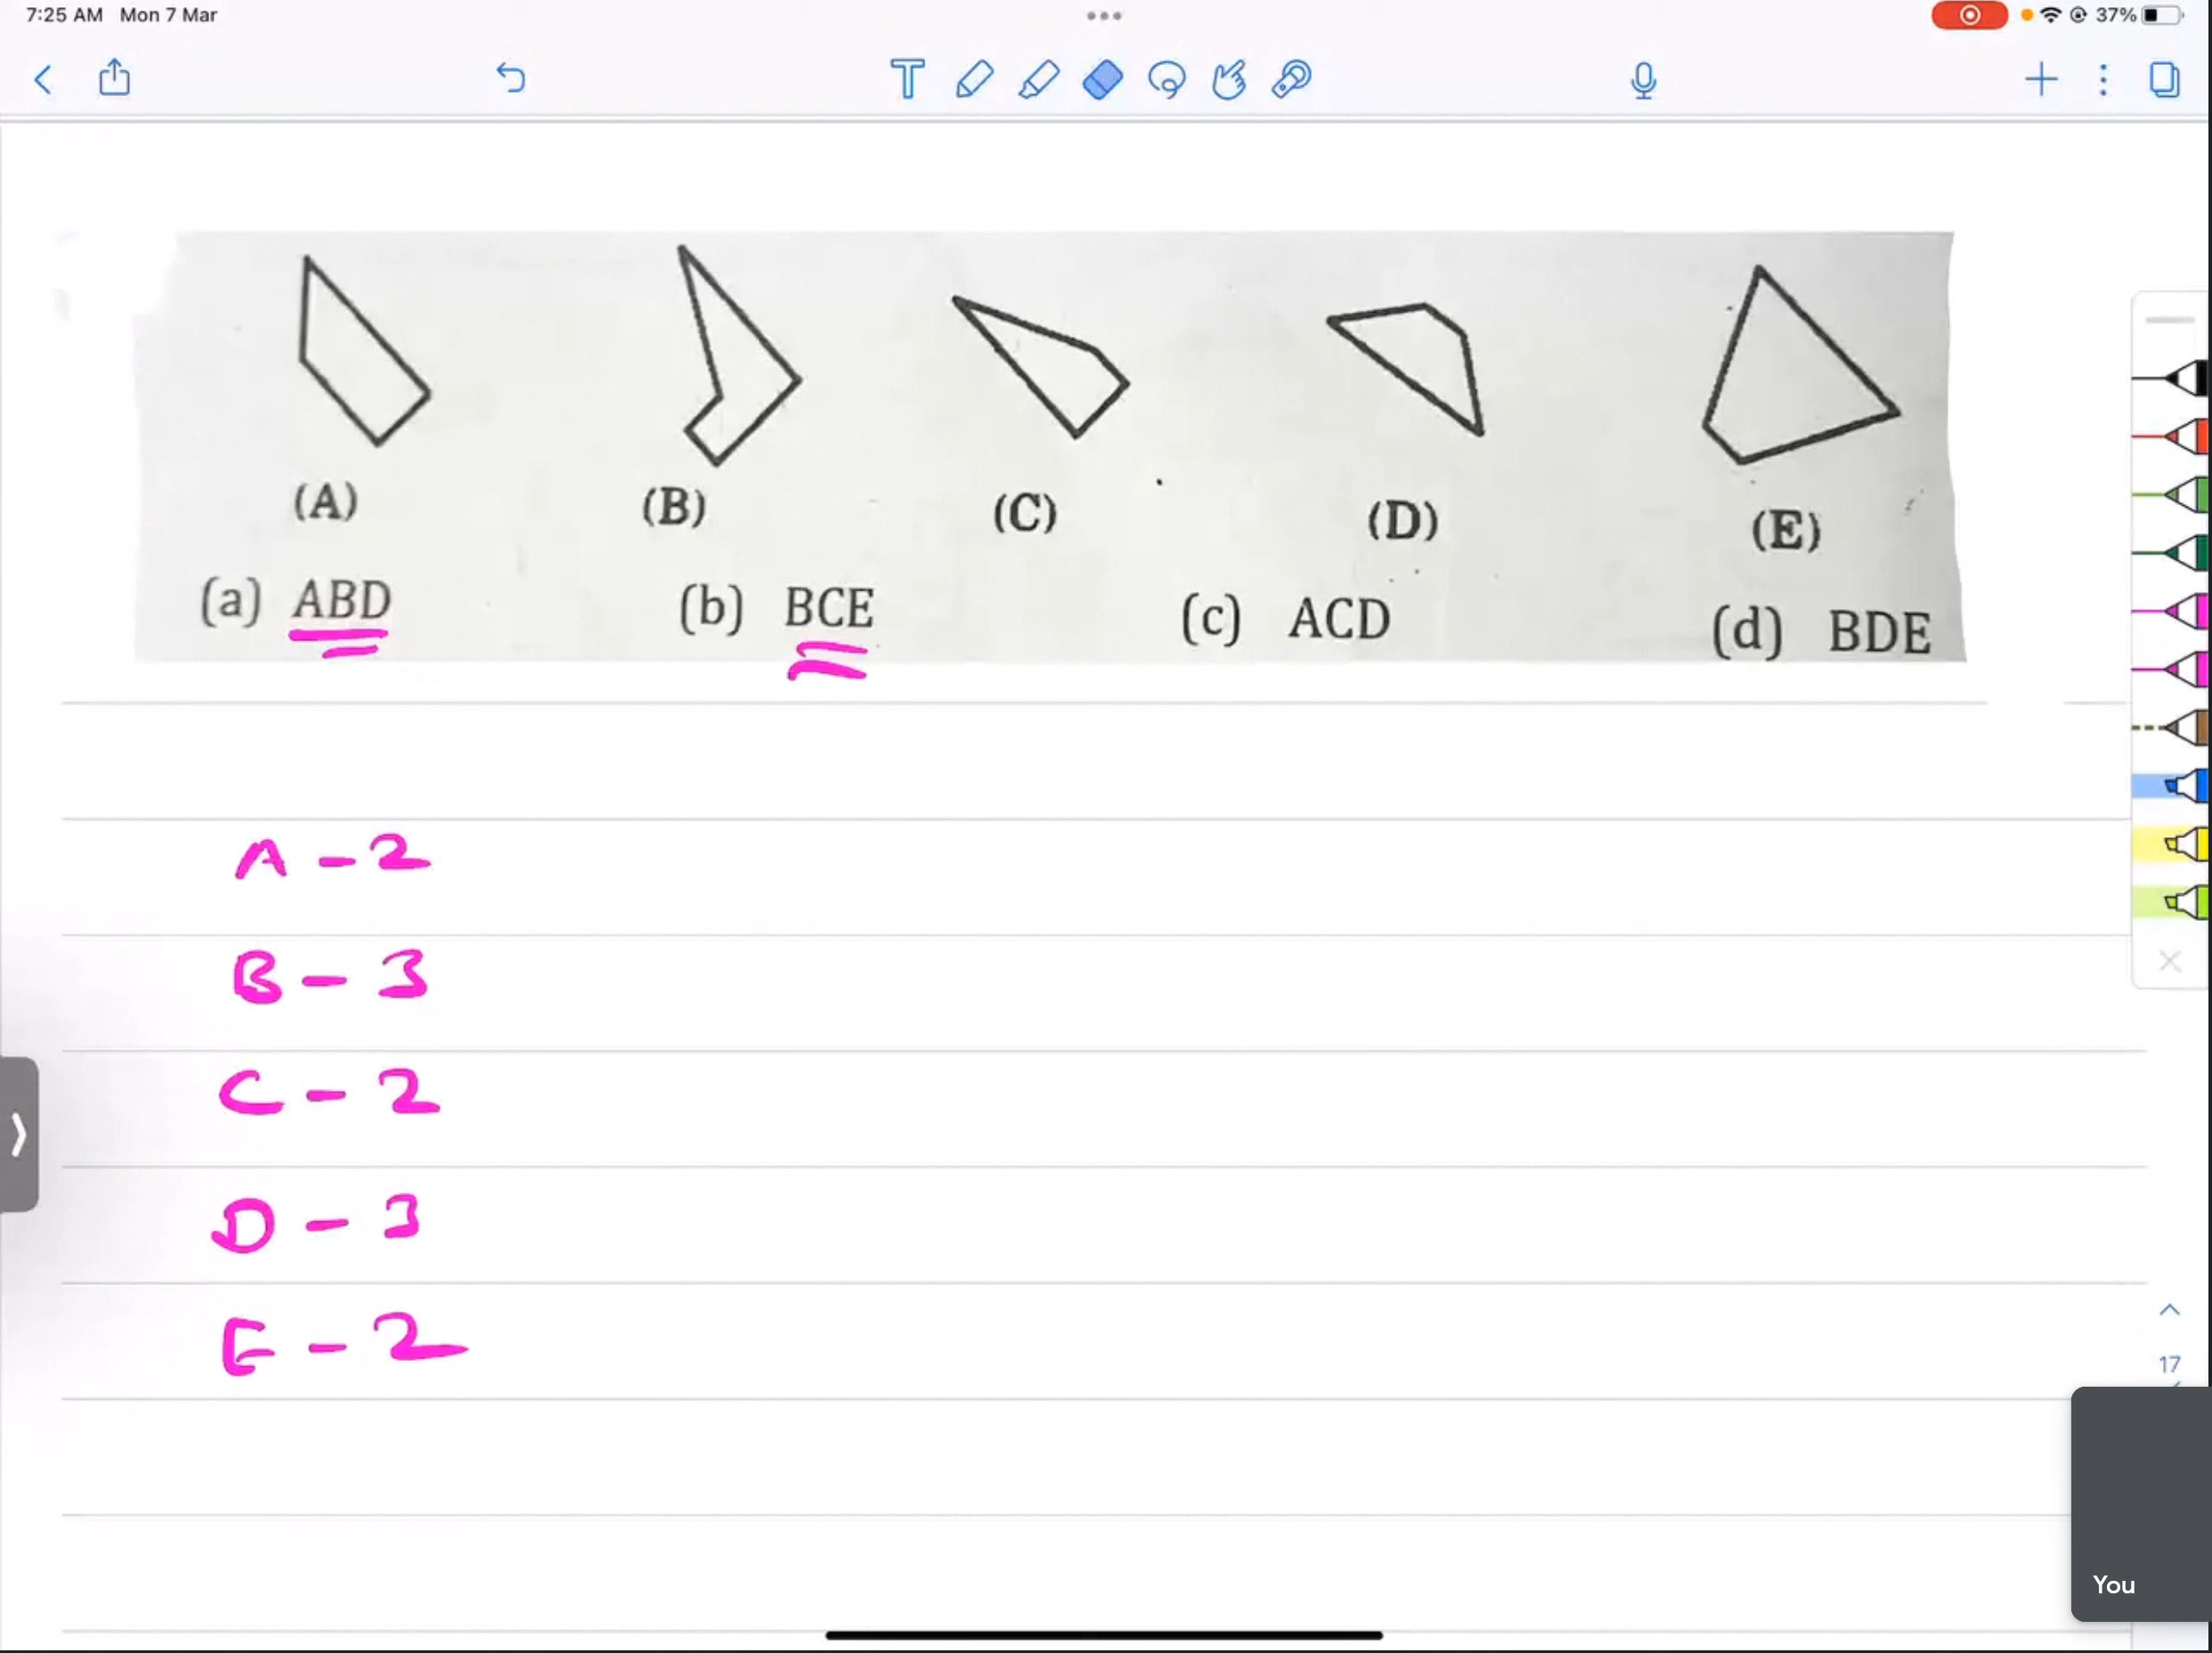 7:25 AM Mon 7 Mar
37%
T
(A) (B) (C) (D) (E)
(a) ABD (b) BCE (c) ACD (d) BDE
A - 2
B - 3
C - 2
D - 3
E - 2
17
You